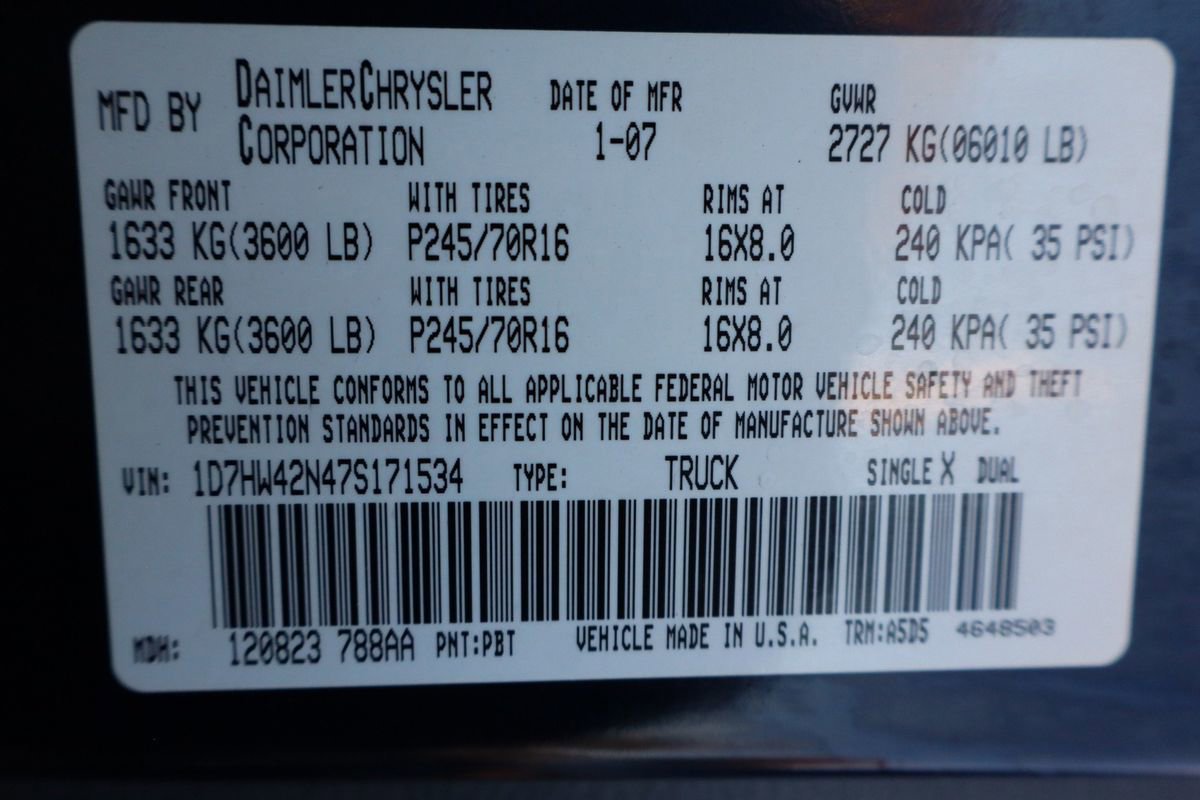 MFD BY DAIMLERCHRYSLER CORPORATION DATE OF MFR 1-07 GVWR 2727 KG(06010 LB)
GAWR FRONT WITH TIRES RIMS AT COLD
1633 KG(3600 LB) P245/70R16 16X8.0 240 KPA( 35 PSI)
GAWR REAR WITH TIRES RIMS AT COLD
1633 KG(3600 LB) P245/70R16 16X8.0 240 KPA( 35 PSI)
THIS VEHICLE CONFORMS TO ALL APPLICABLE FEDERAL MOTOR VEHICLE SAFETY AND THEFT
PREVENTION STANDARDS IN EFFECT ON THE DATE OF MANUFACTURE SHOWN ABOVE.
VIN: 1D7HW42N47S171534 TYPE: TRUCK SINGLE X DUAL
MDH: 120823 788AA PNT:PBT VEHICLE MADE IN U.S.A. TRM:A5D5 4648503